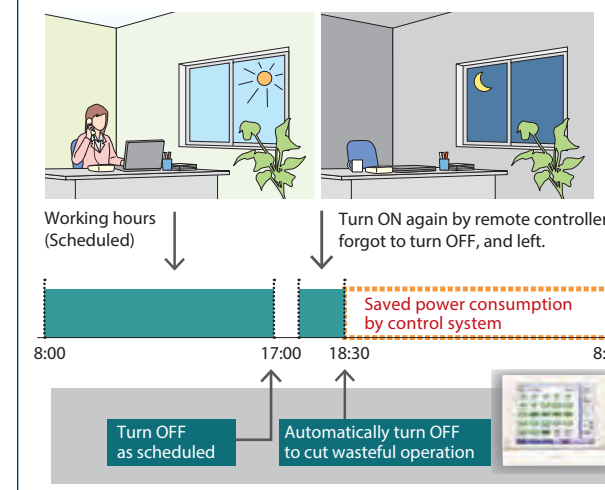 Working hours
(Scheduled)
Turn ON again by remote controller
forgot to turn OFF, and left.
Saved power consumption
by control system
8:00
17:00
18:30
8:
Turn OFF
as scheduled
Automatically turn OFF
to cut wasteful operation